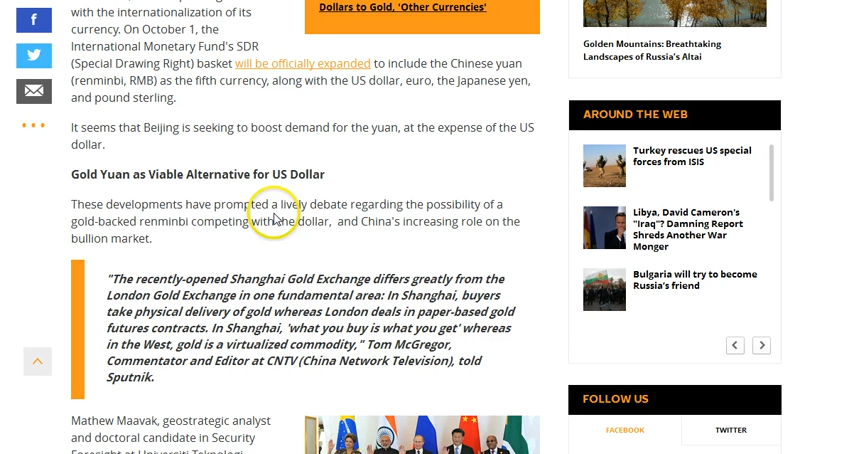 with the internationalization of its
currency. On October 1, the
International Monetary Fund's SDR
(Special Drawing Right) basket will be officially expanded to include the Chinese yuan
(renminbi, RMB) as the fifth currency, along with the US dollar, euro, the Japanese yen,
and pound sterling.
It seems that Beijing is seeking to boost demand for the yuan, at the expense of the US
dollar.
Gold Yuan as Viable Alternative for US Dollar
These developments have prompted a lively debate regarding the possibility of a
gold-backed renminbi competing with the dollar, and China's increasing role on the
bullion market.
"The recently-opened Shanghai Gold Exchange differs greatly from the
London Gold Exchange in one fundamental area: In Shanghai, buyers
take physical delivery of gold whereas London deals in paper-based gold
futures contracts. In Shanghai, 'what you buy is what you get' whereas
in the West, gold is a virtualized commodity," Tom McGregor,
Commentator and Editor at CNTV (China Network Television), told
Sputnik.
Mathew Maavak, geostrategic analyst
and doctoral candidate in Security
Foresight at Universiti Teknologi
Dollars to Gold, 'Other Currencies'
Golden Mountains: Breathtaking
Landscapes of Russia's Altai
AROUND THE WEB
Turkey rescues US special
forces from ISIS
Libya, David Cameron's
"Iraq"? Damning Report
Shreds Another War
Monger
Bulgaria will try to become
Russia's friend
FOLLOW US
FACEBOOK
TWITTER
f